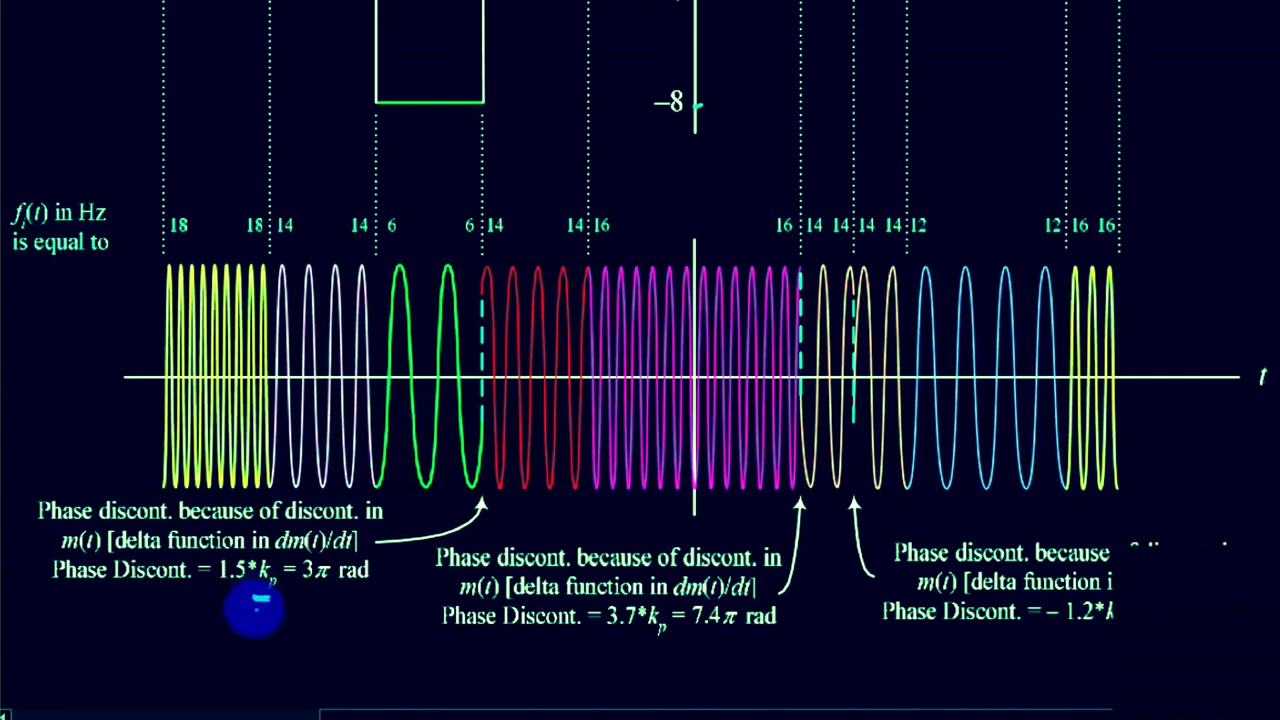 –8
f_i(t) in Hz
is equal to
18 18 14 14 6 6 14 14 16 16 14 14 14 14 12 12 16 16
t
Phase discont. because of discont. in
m(t) [delta function in dm(t)/dt]
Phase Discont. = 1.5*k_p = 3π rad
Phase discont. because of discont. in
m(t) [delta function in dm(t)/dt]
Phase Discont. = 3.7*k_p = 7.4π rad
Phase discont. because
m(t) [delta function i
Phase Discont. = – 1.2*